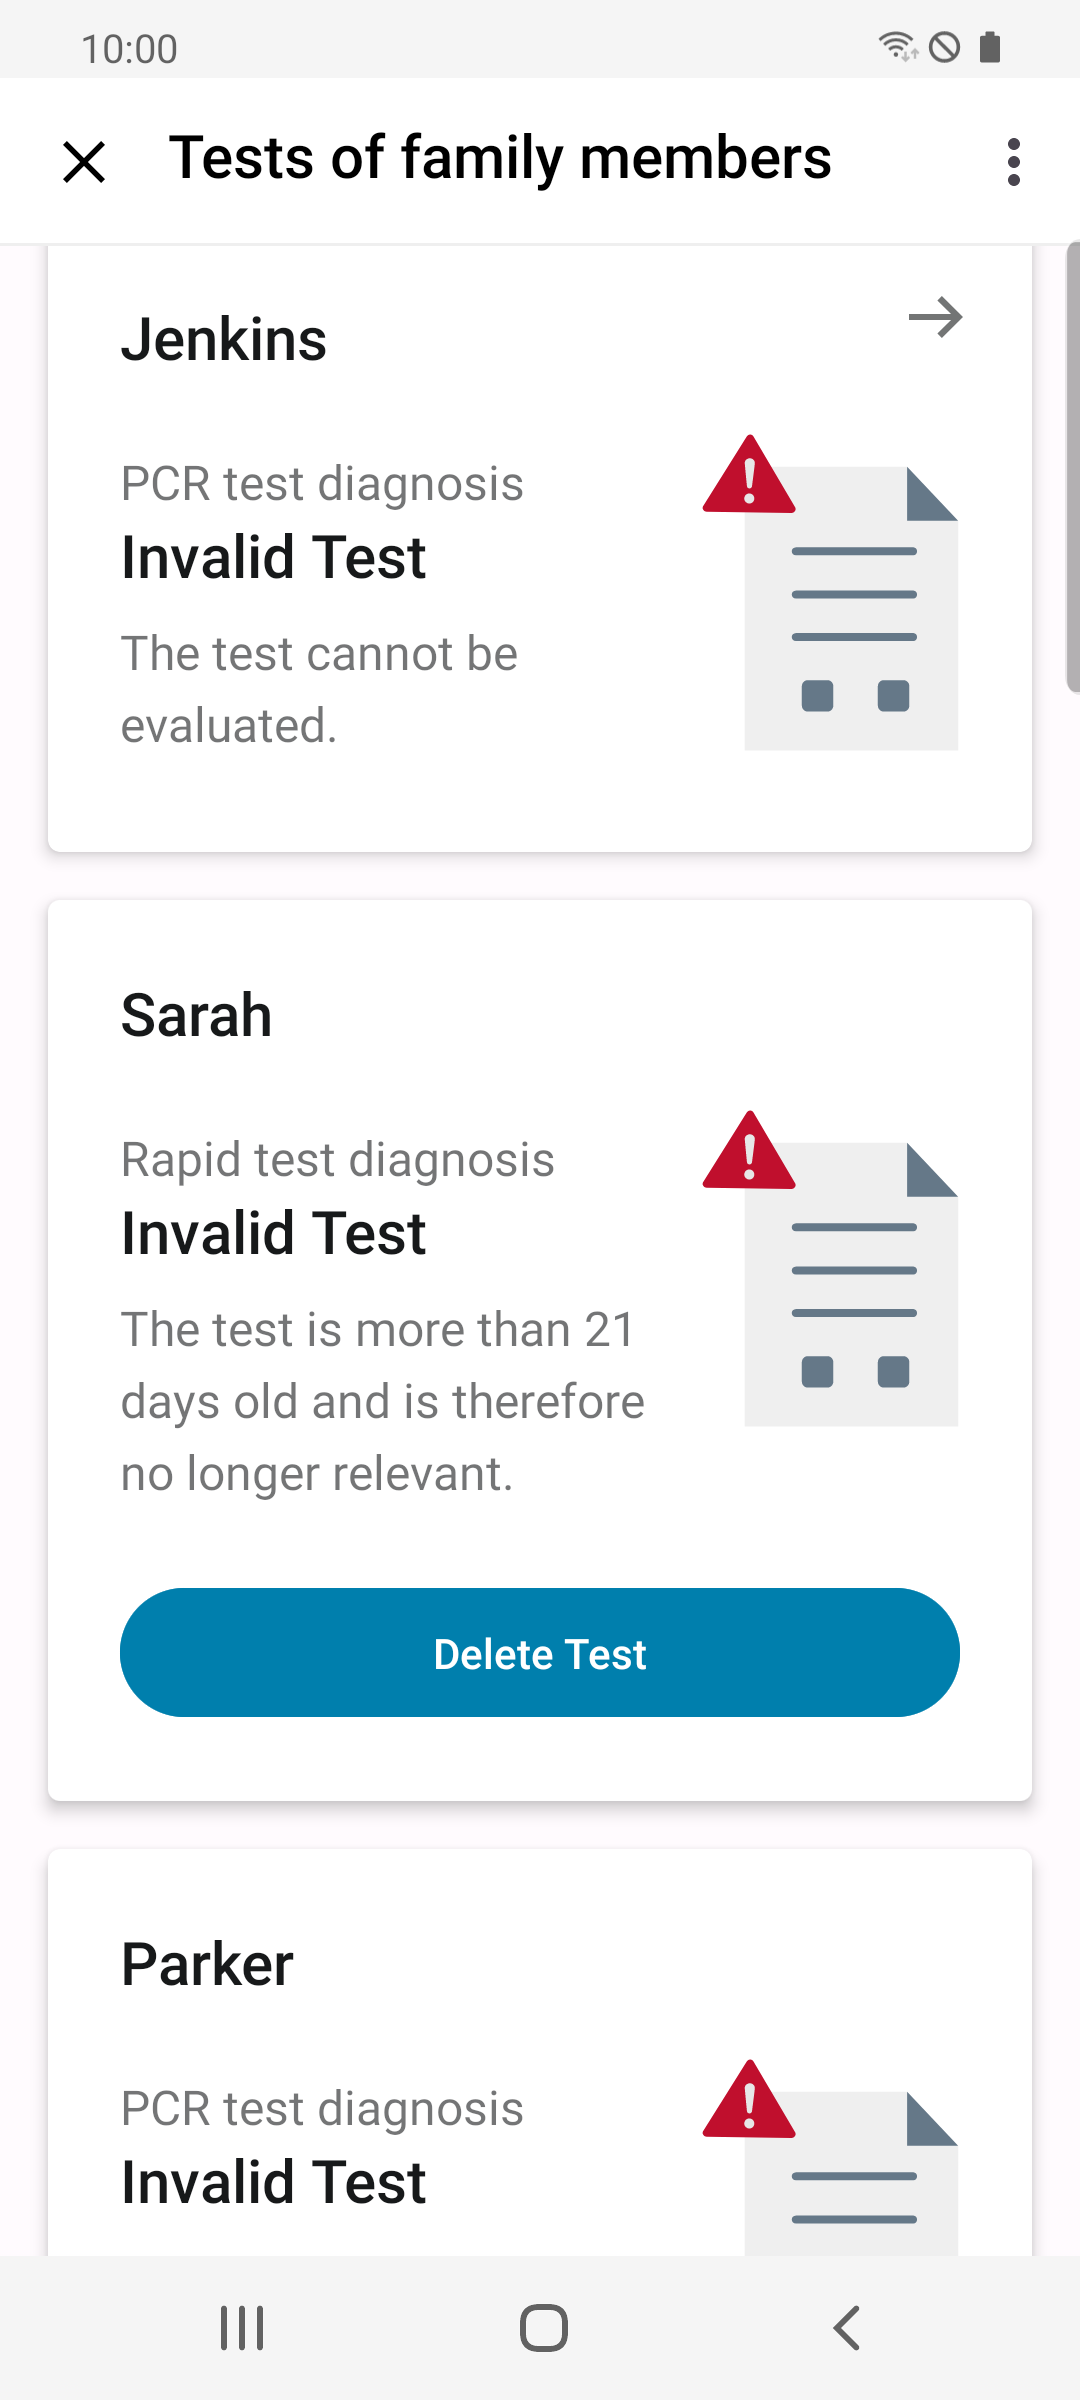 10:00
Tests of family members
Jenkins
PCR test diagnosis
Invalid Test
The test cannot be
evaluated.
Sarah
Rapid test diagnosis
Invalid Test
The test is more than 21
days old and is therefore
no longer relevant.
Delete Test
Parker
PCR test diagnosis
Invalid Test